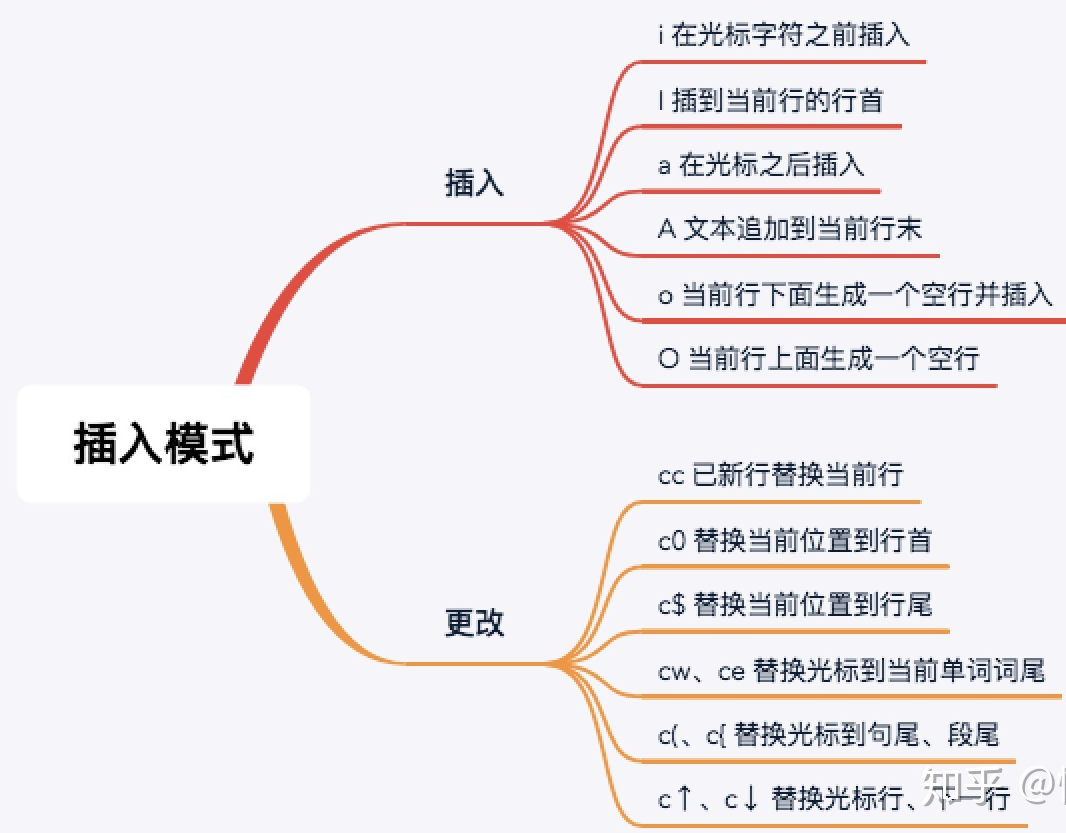 插入模式
插入
i 在光标字符之前插入
I 插到当前行的行首
a 在光标之后插入
A 文本追加到当前行末
o 当前行下面生成一个空行并插入
O 当前行上面生成一个空行
更改
cc 已新行替换当前行
c0 替换当前位置到行首
c$ 替换当前位置到行尾
cw、ce 替换光标到当前单词词尾
c(、c{ 替换光标到句尾、段尾
c↑、c↓ 替换光标行、下一行
知乎 @